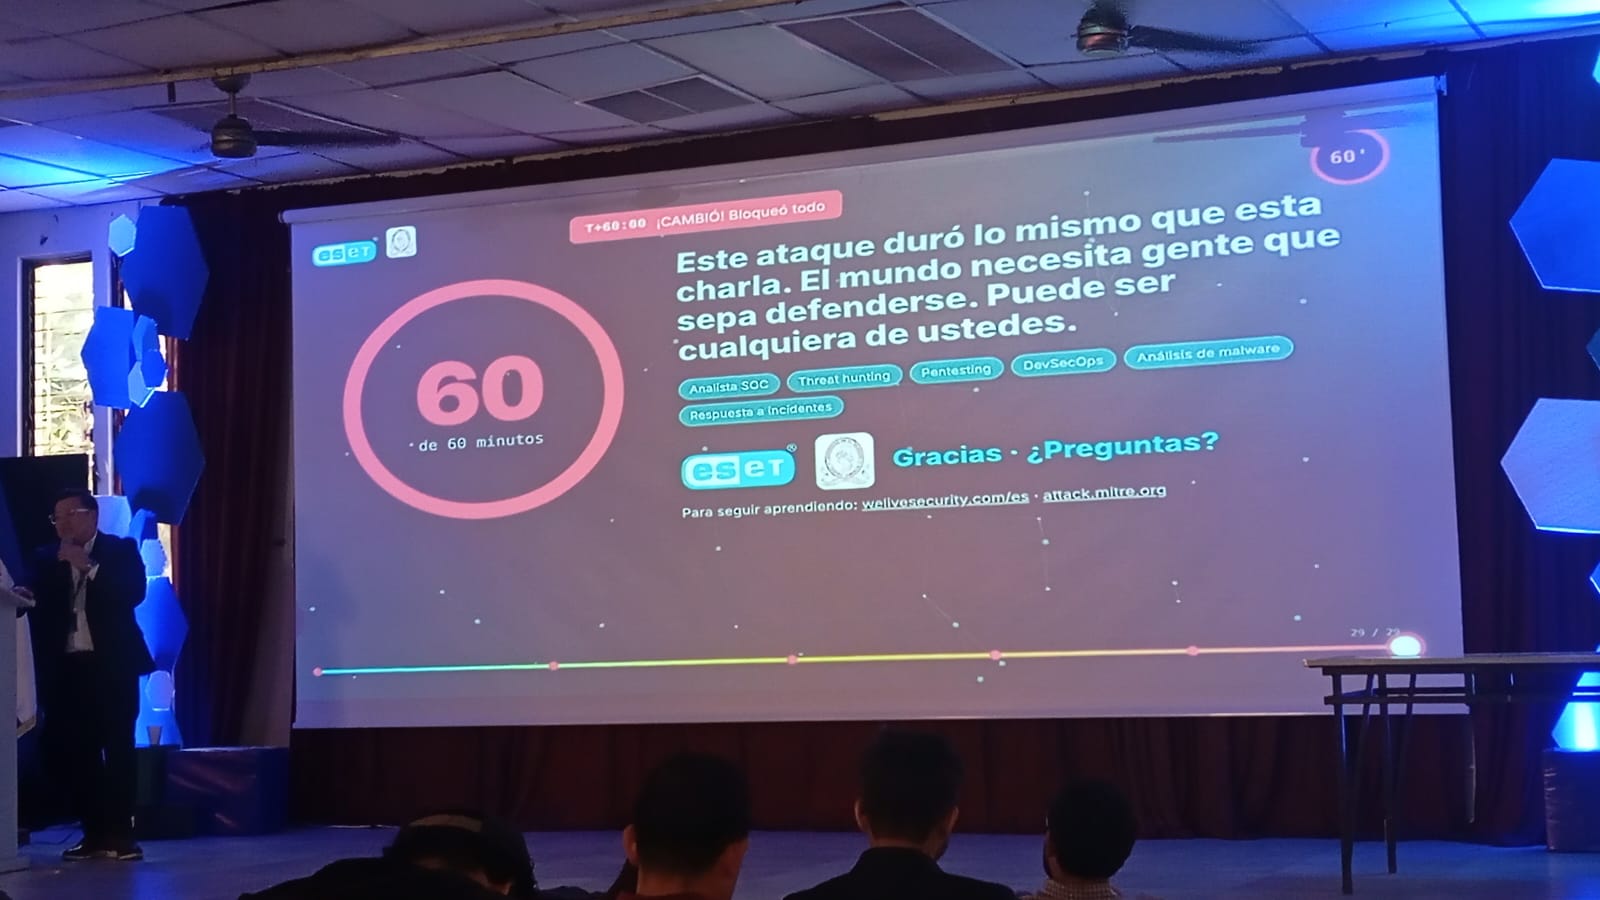 60'
T+60:00 ¡CAMBIÓ! Bloqueó todo
eseT
Este ataque duró lo mismo que esta
charla. El mundo necesita gente que
sepa defenderse. Puede ser
cualquiera de ustedes.
60
de 60 minutos
Analista SOC
Threat hunting
Pentesting
DevSecOps
Análisis de malware
Respuesta a incidentes
eseT®
Gracias · ¿Preguntas?
Para seguir aprendiendo: welivesecurity.com/es · attack.mitre.org
29 / 29